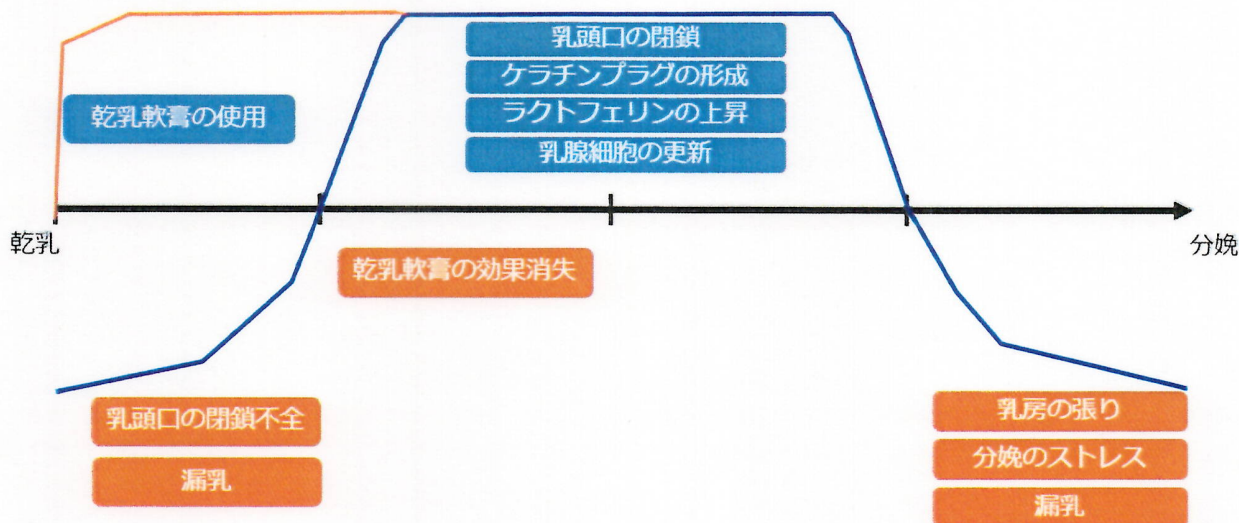 乳頭口の閉鎖
ケラチンプラグの形成
ラクトフェリンの上昇
乳腺細胞の更新
乾乳軟膏の使用
乾乳
分娩
乾乳軟膏の効果消失
乳頭口の閉鎖不全
漏乳
乳房の張り
分娩のストレス
漏乳